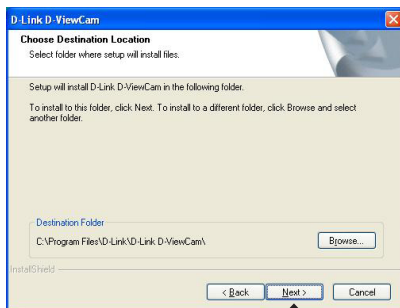 D-Link D-ViewCam
Choose Destination Location
Select folder where setup will install files.
Setup will install D-Link D-ViewCam in the following folder.
To install to this folder, click Next. To install to a different folder, click Browse and select
another folder.
Destination Folder
C:\Program Files\D-Link\D-Link D-ViewCam\
Browse...
InstallShield
< Back
Next >
Cancel